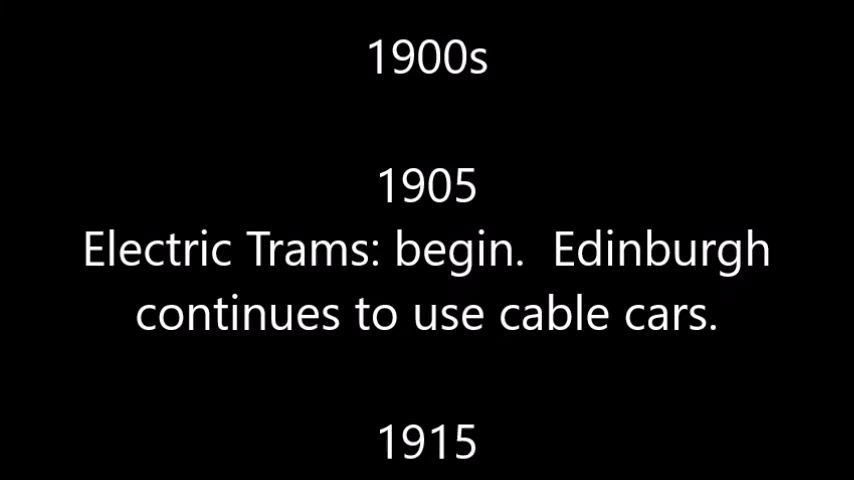 1900s
1905
Electric Trams: begin.  Edinburgh
continues to use cable cars.
1915